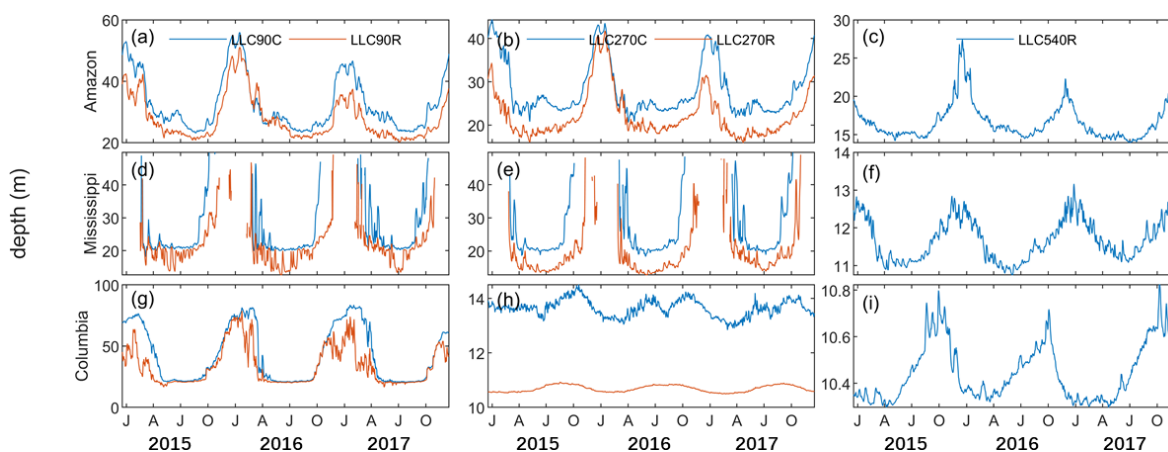 depth (m)
Amazon
(a) LLC90C LLC90R
60
40
20
(b) LLC270C LLC270R
40
30
20
(c) LLC540R
30
25
20
15
Mississippi
(d)
40
30
20
(e)
40
30
20
(f)
14
13
12
11
Columbia
(g)
100
50
0
(h)
14
12
10
(i)
10.8
10.6
10.4
J A J O J A J O J A J O
J A J O J A J O J A J O
J A J O J A J O J A J O
2015 2016 2017
2015 2016 2017
2015 2016 2017